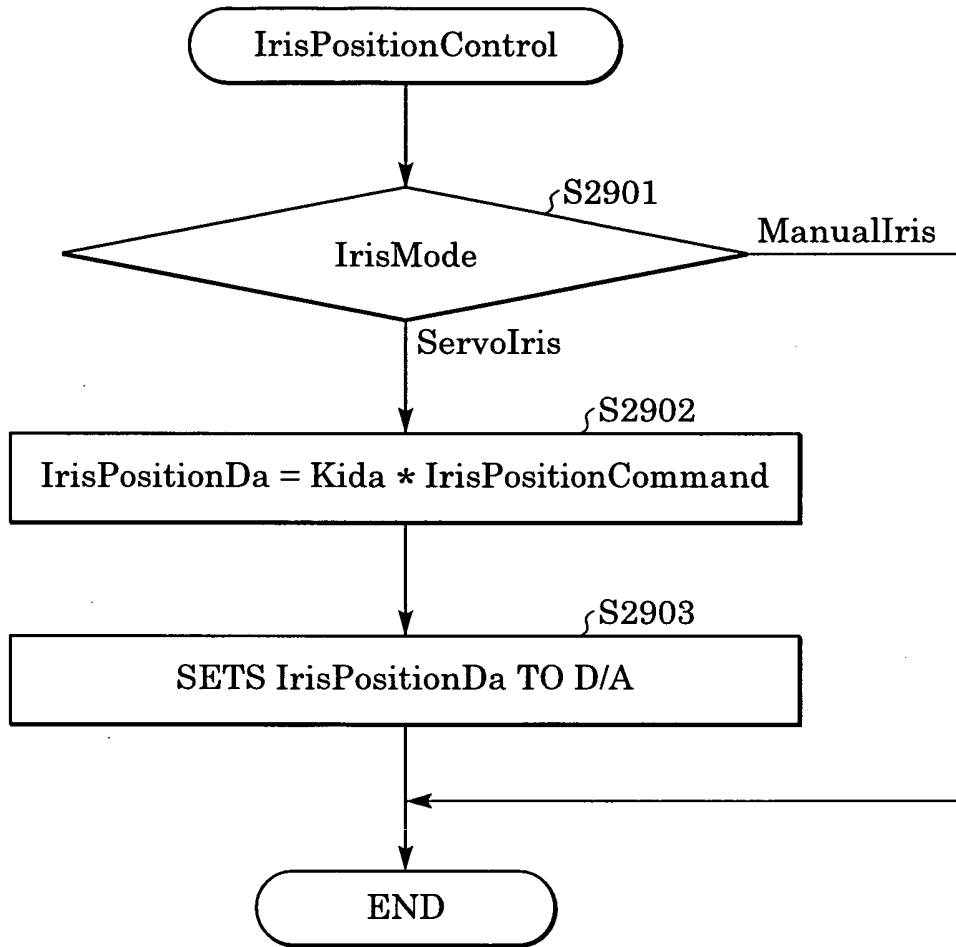 IrisPositionControl
S2901
ManualIris
IrisMode
ServoIris
S2902
IrisPositionDa = Kida * IrisPositionCommand
S2903
SETS IrisPositionDa TO D/A
END